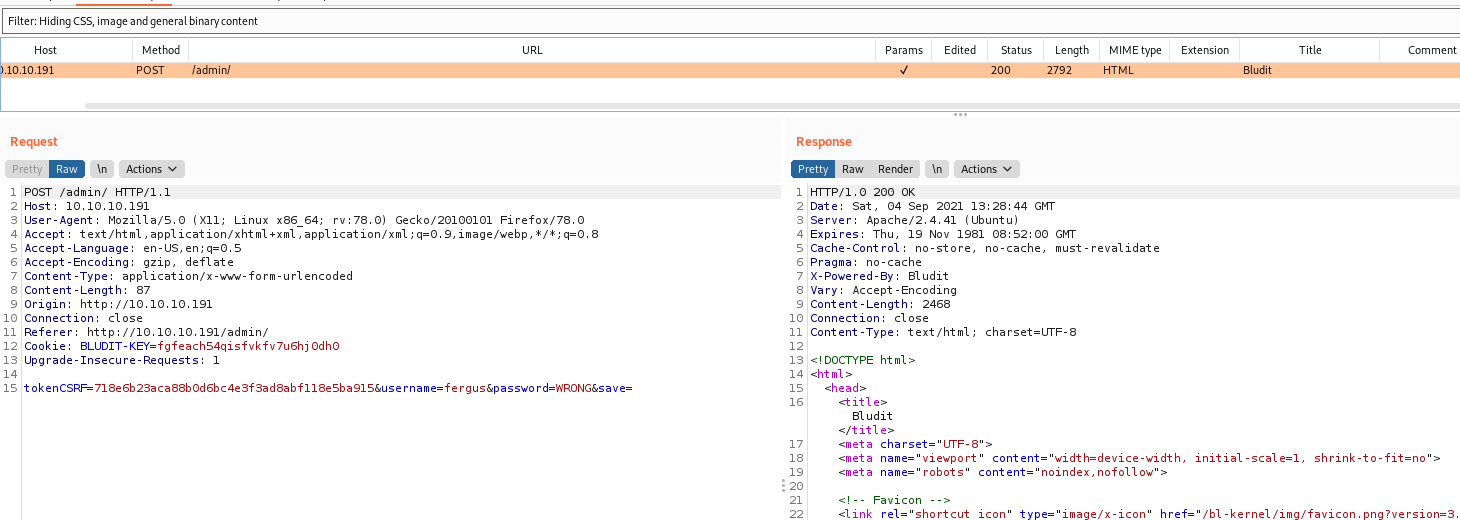 Filter: Hiding CSS, image and general binary content
Host Method URL Params Edited Status Length MIME type Extension Title Comment
0.10.10.191 POST /admin/ ✓ 200 2792 HTML Bludit
Request
Pretty Raw \n Actions
1 POST /admin/ HTTP/1.1
2 Host: 10.10.10.191
3 User-Agent: Mozilla/5.0 (X11; Linux x86_64; rv:78.0) Gecko/20100101 Firefox/78.0
4 Accept: text/html,application/xhtml+xml,application/xml;q=0.9,image/webp,*/*;q=0.8
5 Accept-Language: en-US,en;q=0.5
6 Accept-Encoding: gzip, deflate
7 Content-Type: application/x-www-form-urlencoded
8 Content-Length: 87
9 Origin: http://10.10.10.191
10 Connection: close
11 Referer: http://10.10.10.191/admin/
12 Cookie: BLUDIT-KEY=fgfeach54qisfvkfv7u6hj0dh0
13 Upgrade-Insecure-Requests: 1
14
15 tokenCSRF=718e6b23aca88b0d6bc4e3f3ad8abf118e5ba915&username=fergus&password=WRONG&save=
Response
Pretty Raw Render \n Actions
1 HTTP/1.0 200 OK
2 Date: Sat, 04 Sep 2021 13:28:44 GMT
3 Server: Apache/2.4.41 (Ubuntu)
4 Expires: Thu, 19 Nov 1981 08:52:00 GMT
5 Cache-Control: no-store, no-cache, must-revalidate
6 Pragma: no-cache
7 X-Powered-By: Bludit
8 Vary: Accept-Encoding
9 Content-Length: 2468
10 Connection: close
11 Content-Type: text/html; charset=UTF-8
12
13 <!DOCTYPE html>
14 <html>
15 <head>
16 <title>
Bludit
</title>
17 <meta charset="UTF-8">
18 <meta name="viewport" content="width=device-width, initial-scale=1, shrink-to-fit=no">
19 <meta name="robots" content="noindex,nofollow">
20
21 <!-- Favicon -->
22 <link rel="shortcut icon" type="image/x-icon" href="/bl-kernel/img/favicon.png?version=3.